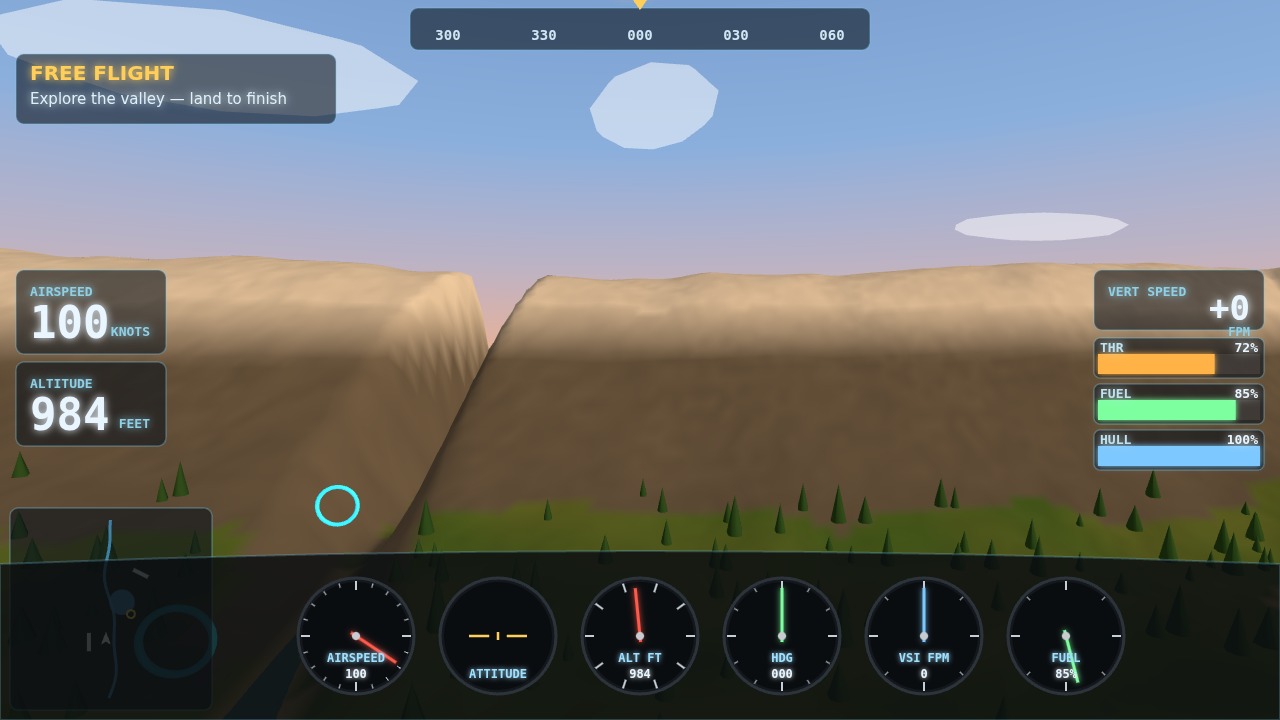 300 330 000 030 060
FREE FLIGHT
Explore the valley — land to finish
AIRSPEED
100 KNOTS
ALTITUDE
984 FEET
VERT SPEED
+0
FPM
THR 72%
FUEL 85%
HULL 100%
AIRSPEED
100
ATTITUDE
ALT FT
984
HDG
000
VSI FPM
0
FUEL
85%